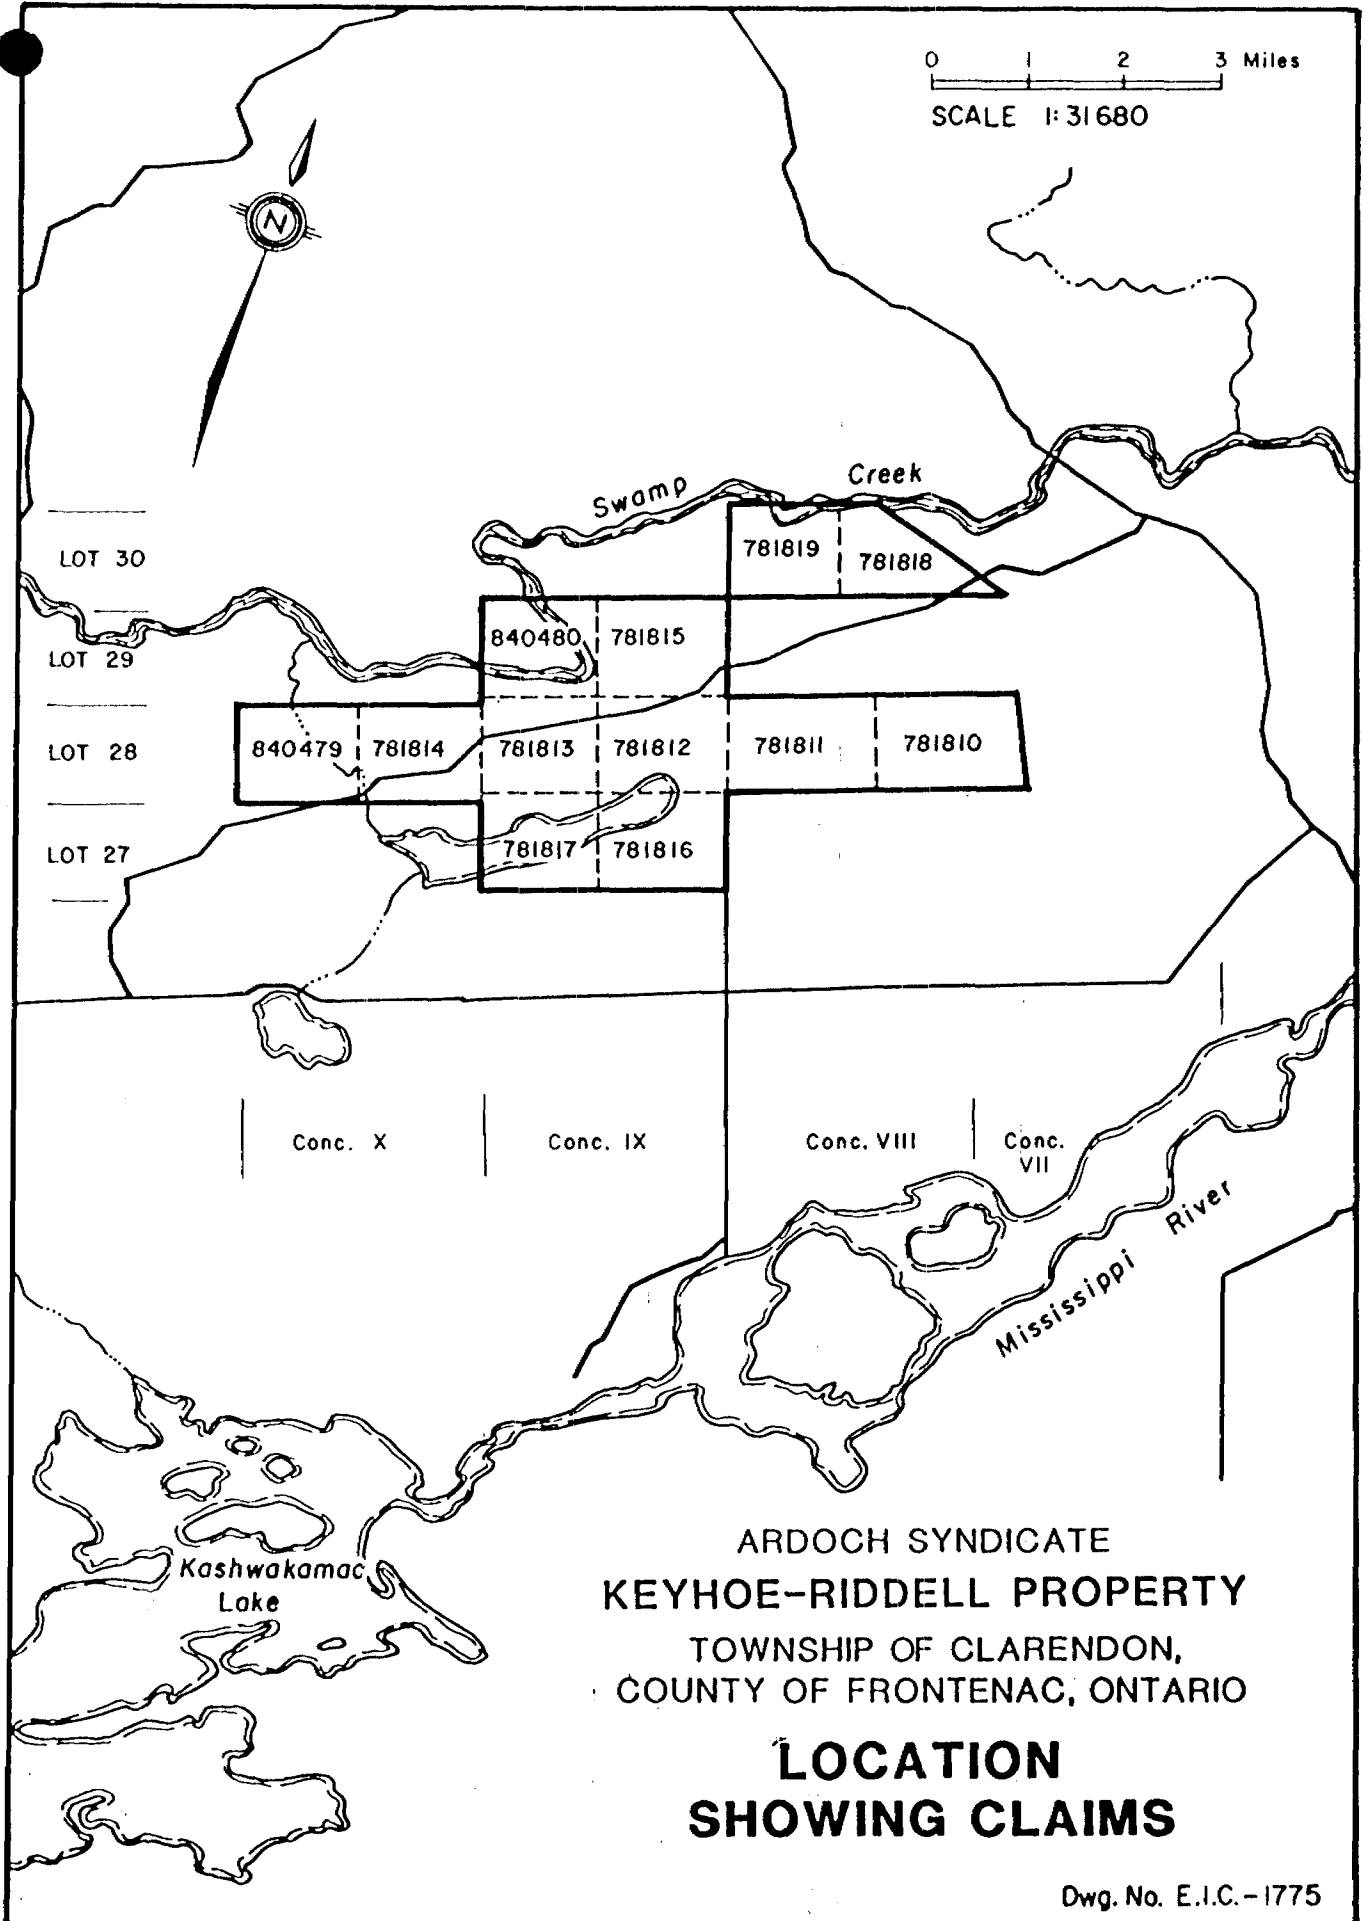 0 1 2 3 Miles
SCALE 1:31680
N
Swamp Creek
LOT 30
781819 781818
LOT 29
840480 781815
LOT 28
840479 781814 781813 781812 781811 781810
LOT 27
781817 781816
Conc. X
Conc. IX
Conc. VIII
Conc.
VII
Mississippi River
Kashwakamac
Lake
ARDOCH SYNDICATE
KEYHOE-RIDDELL PROPERTY
TOWNSHIP OF CLARENDON,
COUNTY OF FRONTENAC, ONTARIO
LOCATION
SHOWING CLAIMS
Dwg. No. E.I.C.-1775